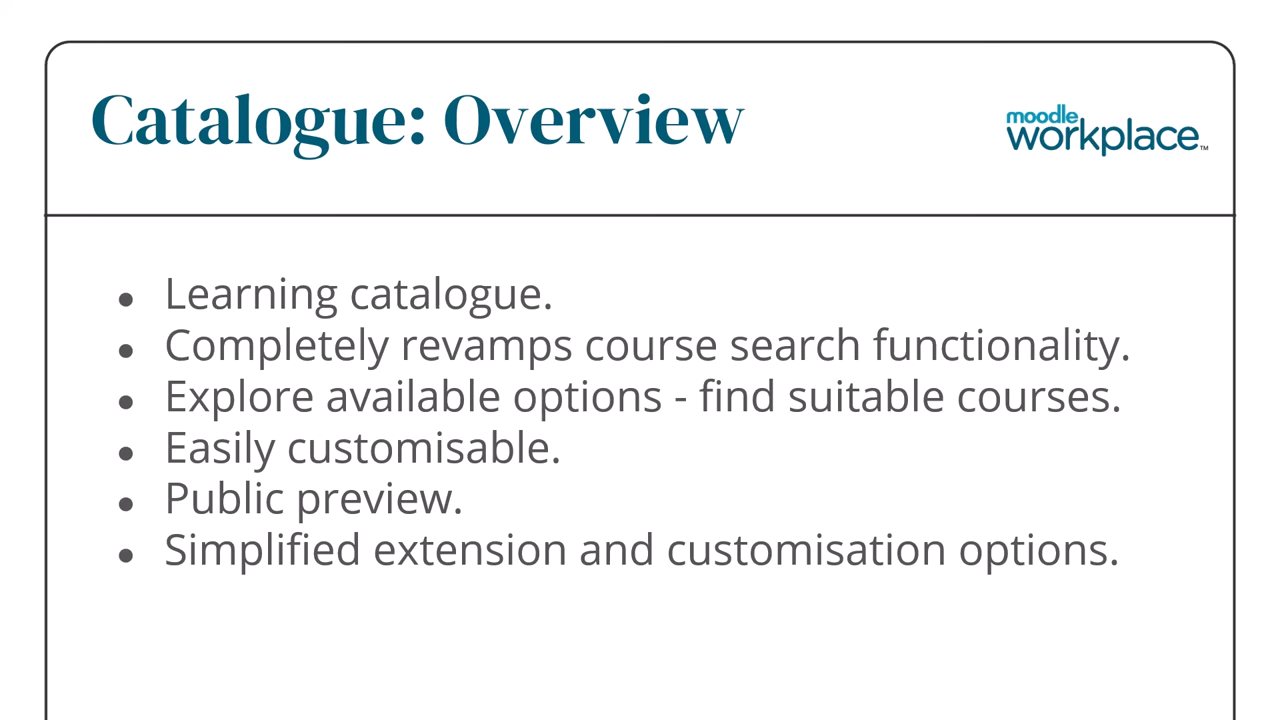 Catalogue: Overview
moodle
workplace™
● Learning catalogue.
● Completely revamps course search functionality.
● Explore available options - find suitable courses.
● Easily customisable.
● Public preview.
● Simplified extension and customisation options.